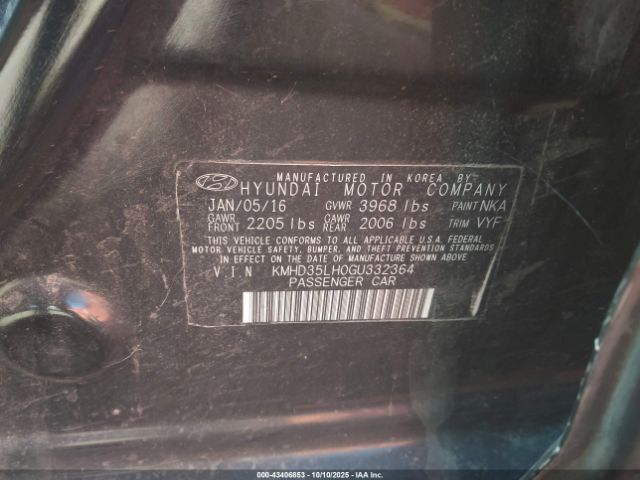 MANUFACTURED IN KOREA BY
HYUNDAI MOTOR COMPANY
JAN/05/16 GVWR 3968 lbs PAINT NKA
GAWR FRONT 2205 lbs GAWR REAR 2006 lbs TRIM VYF
THIS VEHICLE CONFORMS TO ALL APPLICABLE U.S.A. FEDERAL
MOTOR VEHICLE SAFETY, BUMPER, AND THEFT PREVENTION STANDARDS
IN EFFECT ON THE DATE OF MANUFACTURE SHOWN ABOVE.
V.I.N KMHD35LH0GU332364
PASSENGER CAR
000-43406853 - 10/10/2025 - IAA Inc.